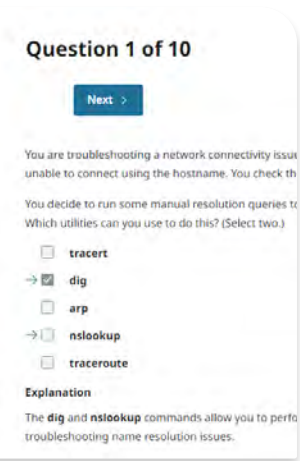 Question 1 of 10
Next >
You are troubleshooting a network connectivity issu
unable to connect using the hostname. You check th
You decide to run some manual resolution queries to
Which utilities can you use to do this? (Select two.)
tracert
→ dig
arp
→ nslookup
traceroute
Explanation
The dig and nslookup commands allow you to perfo
troubleshooting name resolution issues.